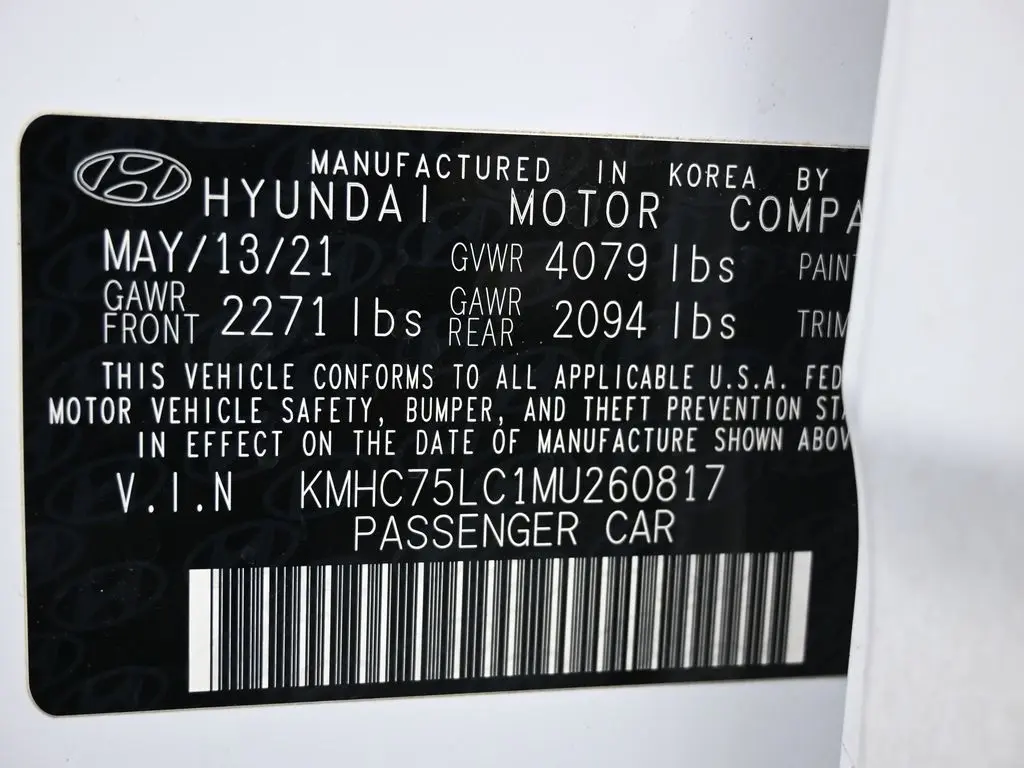 MANUFACTURED IN KOREA BY
HYUNDAI MOTOR COMPA
MAY/13/21 GVWR 4079 lbs PAINT
GAWR FRONT 2271 lbs GAWR REAR 2094 lbs TRIM
THIS VEHICLE CONFORMS TO ALL APPLICABLE U.S.A. FED
MOTOR VEHICLE SAFETY, BUMPER, AND THEFT PREVENTION STA
IN EFFECT ON THE DATE OF MANUFACTURE SHOWN ABOV
V.I.N KMHC75LC1MU260817
PASSENGER CAR